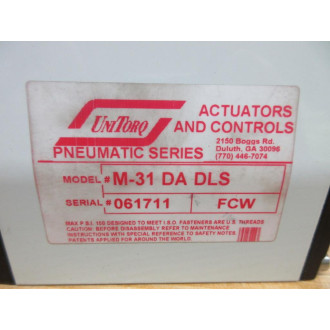 UNITORQ
ACTUATORS
AND CONTROLS
2150 Boggs Rd.
Duluth, GA 30096
(770) 446-7074
PNEUMATIC SERIES
MODEL # M-31 DA DLS
SERIAL # 061711 FCW
MAX P.S.I. 120 DESIGNED TO MEET I.S.O. FASTENERS ARE U.S. THREADS
CAUTION: BEFORE DISASSEMBLY REFER TO MAINTENANCE
INSTRUCTIONS WITH SPECIAL REFERENCE TO SAFETY NOTES
PATENTS APPLIED FOR AROUND THE WORLD.